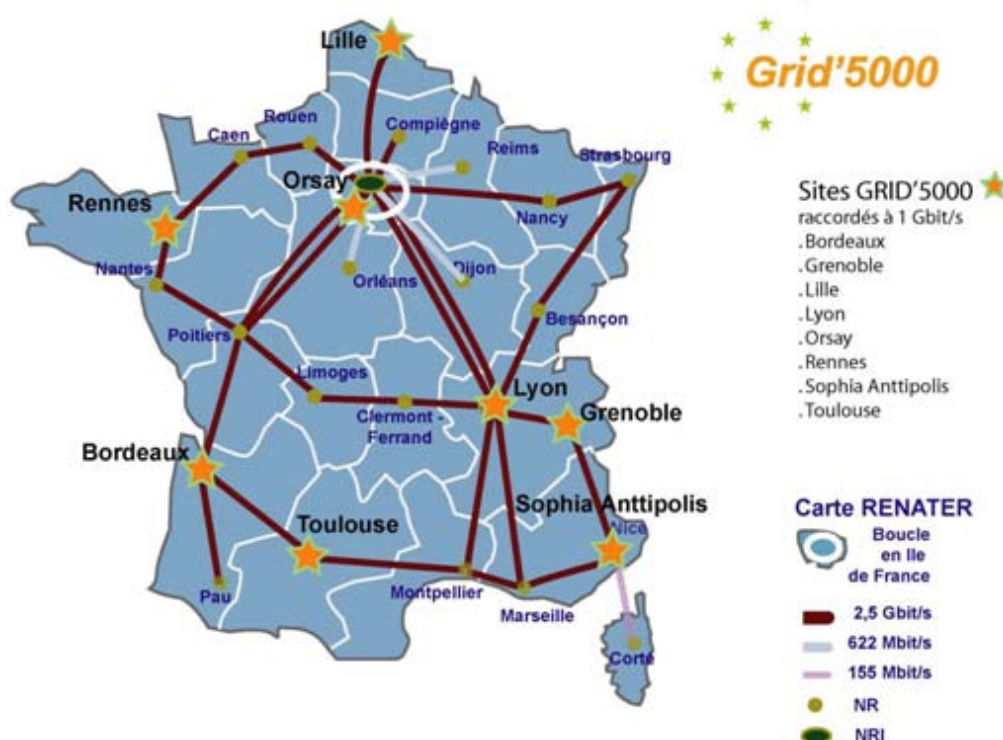 Lille
Grid'5000
Rouen
Compiègne
Caen
Reims
Strasbourg
Orsay
Rennes
Nancy
Nantes
Orléans
Dijon
Besançon
Poitiers
Limoges
Lyon
Clermont -
Ferrand
Grenoble
Bordeaux
Toulouse
Sophia Anttipolis
Nice
Pau
Montpellier
Marseille
Corté
Sites GRID'5000
raccordés à 1 Gbit/s
.Bordeaux
.Grenoble
.Lille
.Lyon
.Orsay
.Rennes
.Sophia Anttipolis
.Toulouse
Carte RENATER
Boucle
en Ile
de France
2,5 Gbit/s
622 Mbit/s
155 Mbit/s
NR
NRI